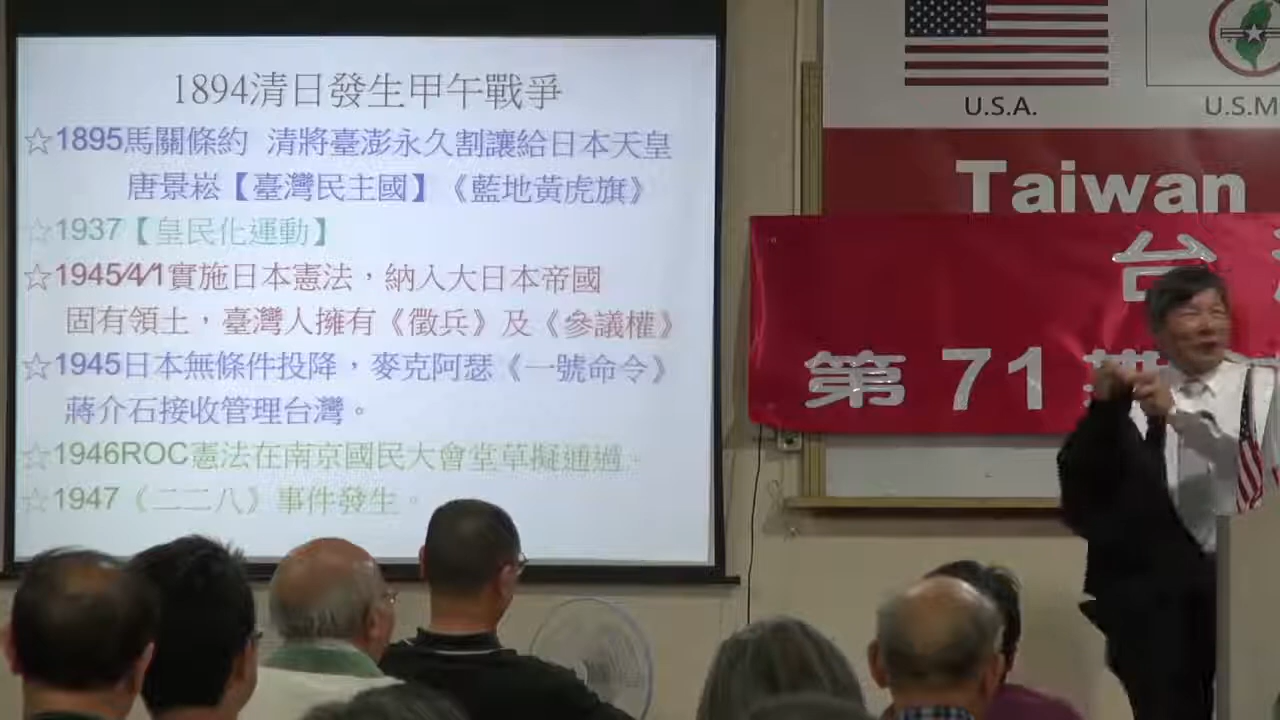 1894清日發生甲午戰爭
☆1895馬關條約 清將臺澎永久割讓給日本天皇
唐景崧【臺灣民主國】《藍地黃虎旗》
☆1937【皇民化運動】
☆1945/4/1實施日本憲法，納入大日本帝國
固有領土，臺灣人擁有《徵兵》及《參議權》
☆1945日本無條件投降，麥克阿瑟《一號命令》
蔣介石接收管理台灣。
☆1946ROC憲法在南京國民大會堂草擬通過。
☆1947《二二八》事件發生。
U.S.A.
U.S.M
Taiwan
台
第 71